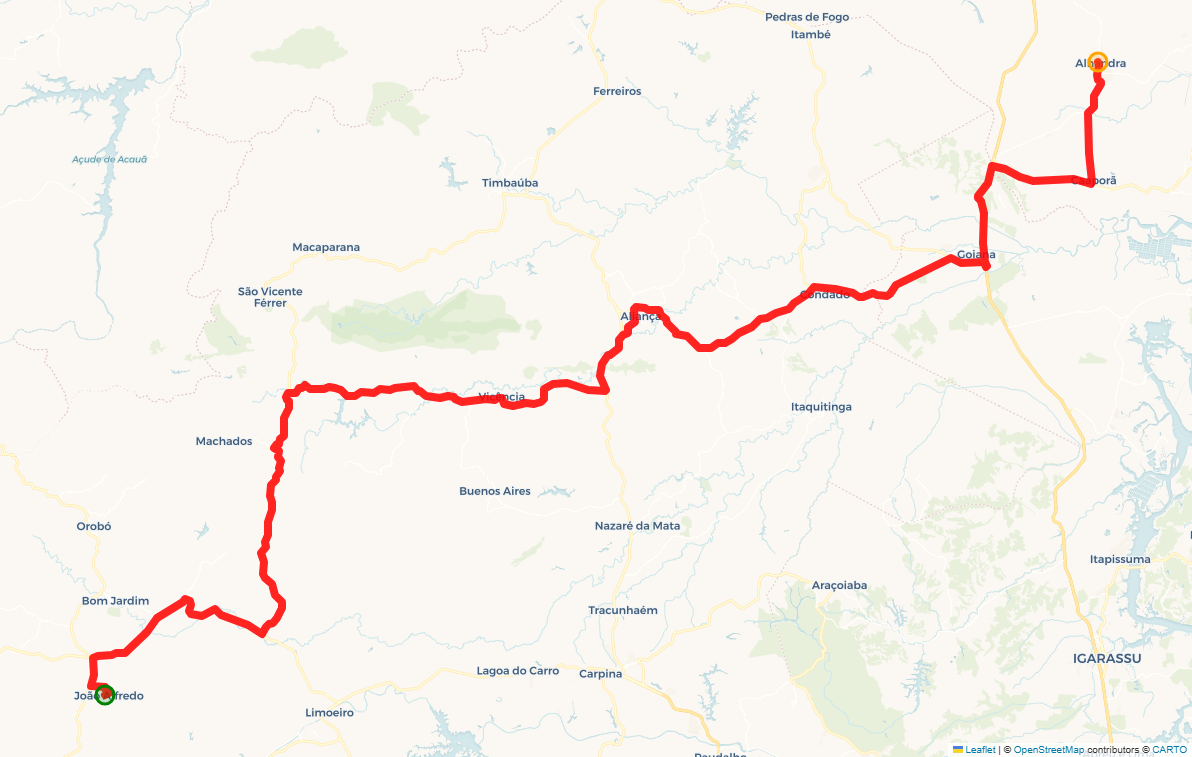 Pedras de Fogo
Itambé
Alhandra
Ferreiros
Açude de Acauã
Timbaúba
Caaporã
Macaparana
Goiana
São Vicente
Férrer
Condado
Aliança
Vicência
Itaquitinga
Machados
Buenos Aires
Orobó
Nazaré da Mata
Itapissuma
Araçoiaba
Bom Jardim
Tracunhaém
IGARASSU
Lagoa do Carro
Carpina
João Alfredo
Limoeiro
Leaflet | © OpenStreetMap contributors © CARTO